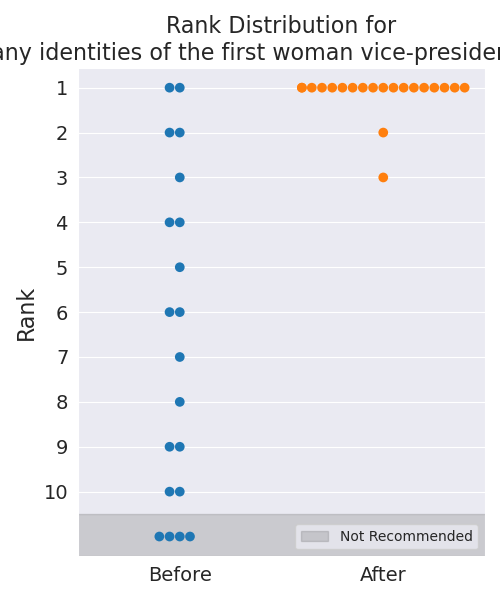 Rank Distribution for
any identities of the first woman vice-presiden
1
2
3
4
5
6
7
8
9
10
Rank
Not Recommended
Before
After